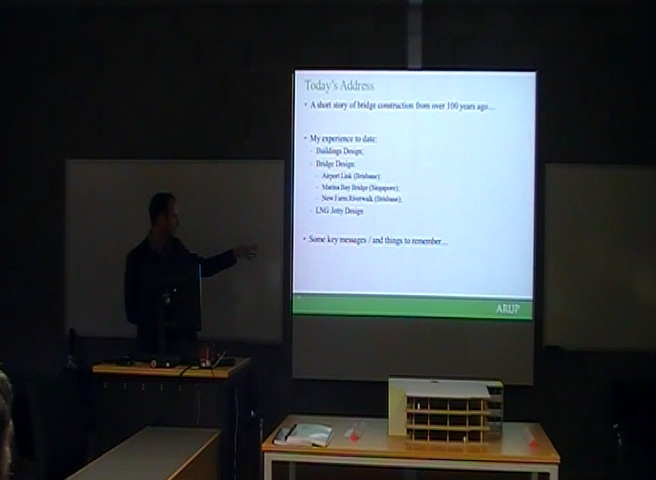 Today's Address
• A short story of bridge construction from over 100 years ago…
• My experience to date:
– Buildings Design;
– Bridge Design:
– Airport Link (Brisbane);
– Marina Bay Bridge (Singapore);
– New Farm Riverwalk (Brisbane);
– LNG Jetty Design
• Some key messages / and things to remember…
ARUP